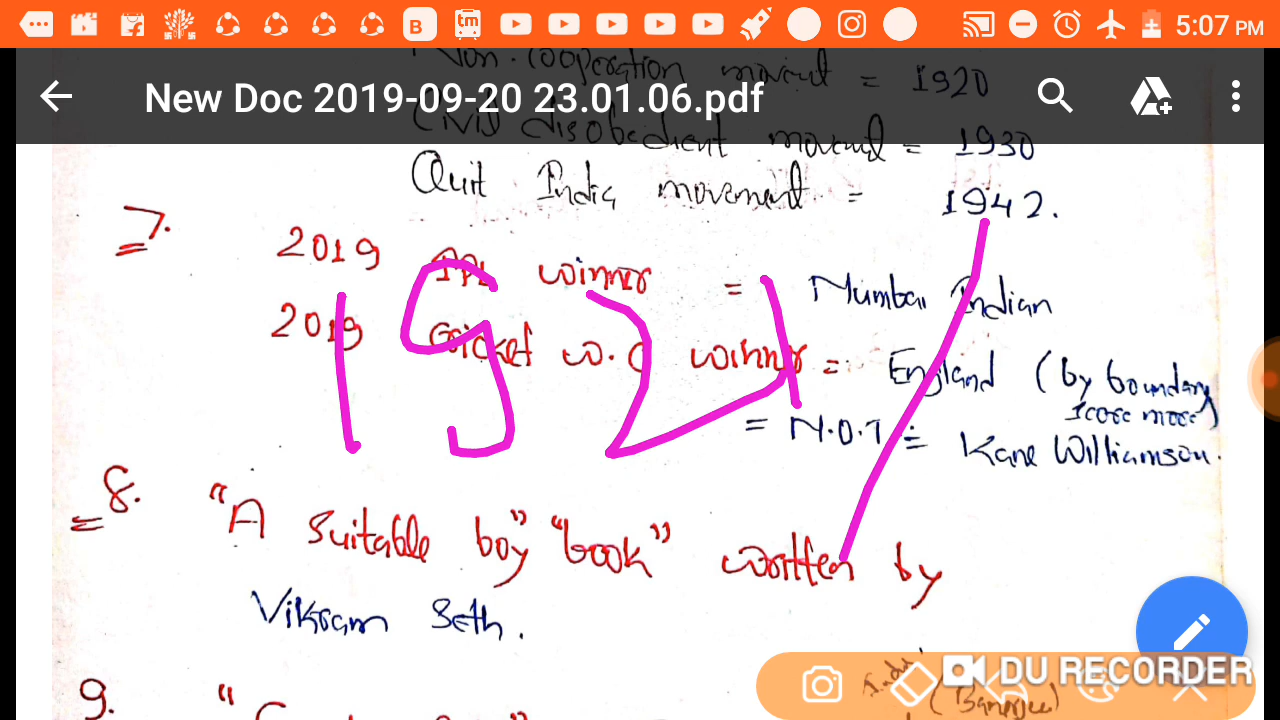 5:07 PM
New Doc 2019-09-20 23.01.06.pdf
Non-cooperation movement = 1920
Civil disobedient movement = 1930
Quit India movement = 1942.
7. 2019 IPL winner = Mumbai Indian
2019 Cricket W.C winner = England (by boundary
score more)
= M.O.T = Kane Williamson.
8. "A Suitable boy" "book" written by
Vikram Seth.
DU RECORDER
9. "
(Banerjee)